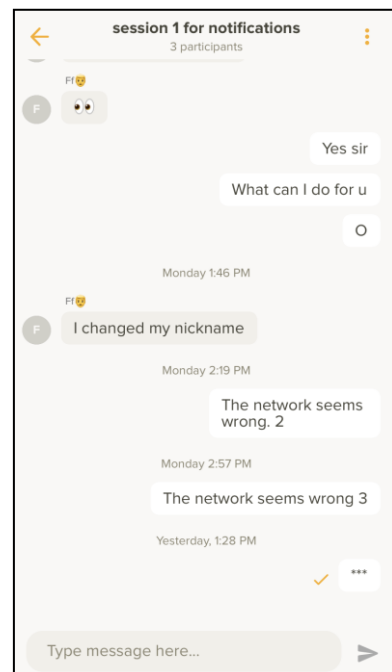 session 1 for notifications
3 participants
Ff
F
👀
Yes sir
What can I do for u
O
Monday 1:46 PM
Ff
F
I changed my nickname
Monday 2:19 PM
The network seems
wrong. 2
Monday 2:57 PM
The network seems wrong 3
Yesterday, 1:28 PM
***
Type message here...